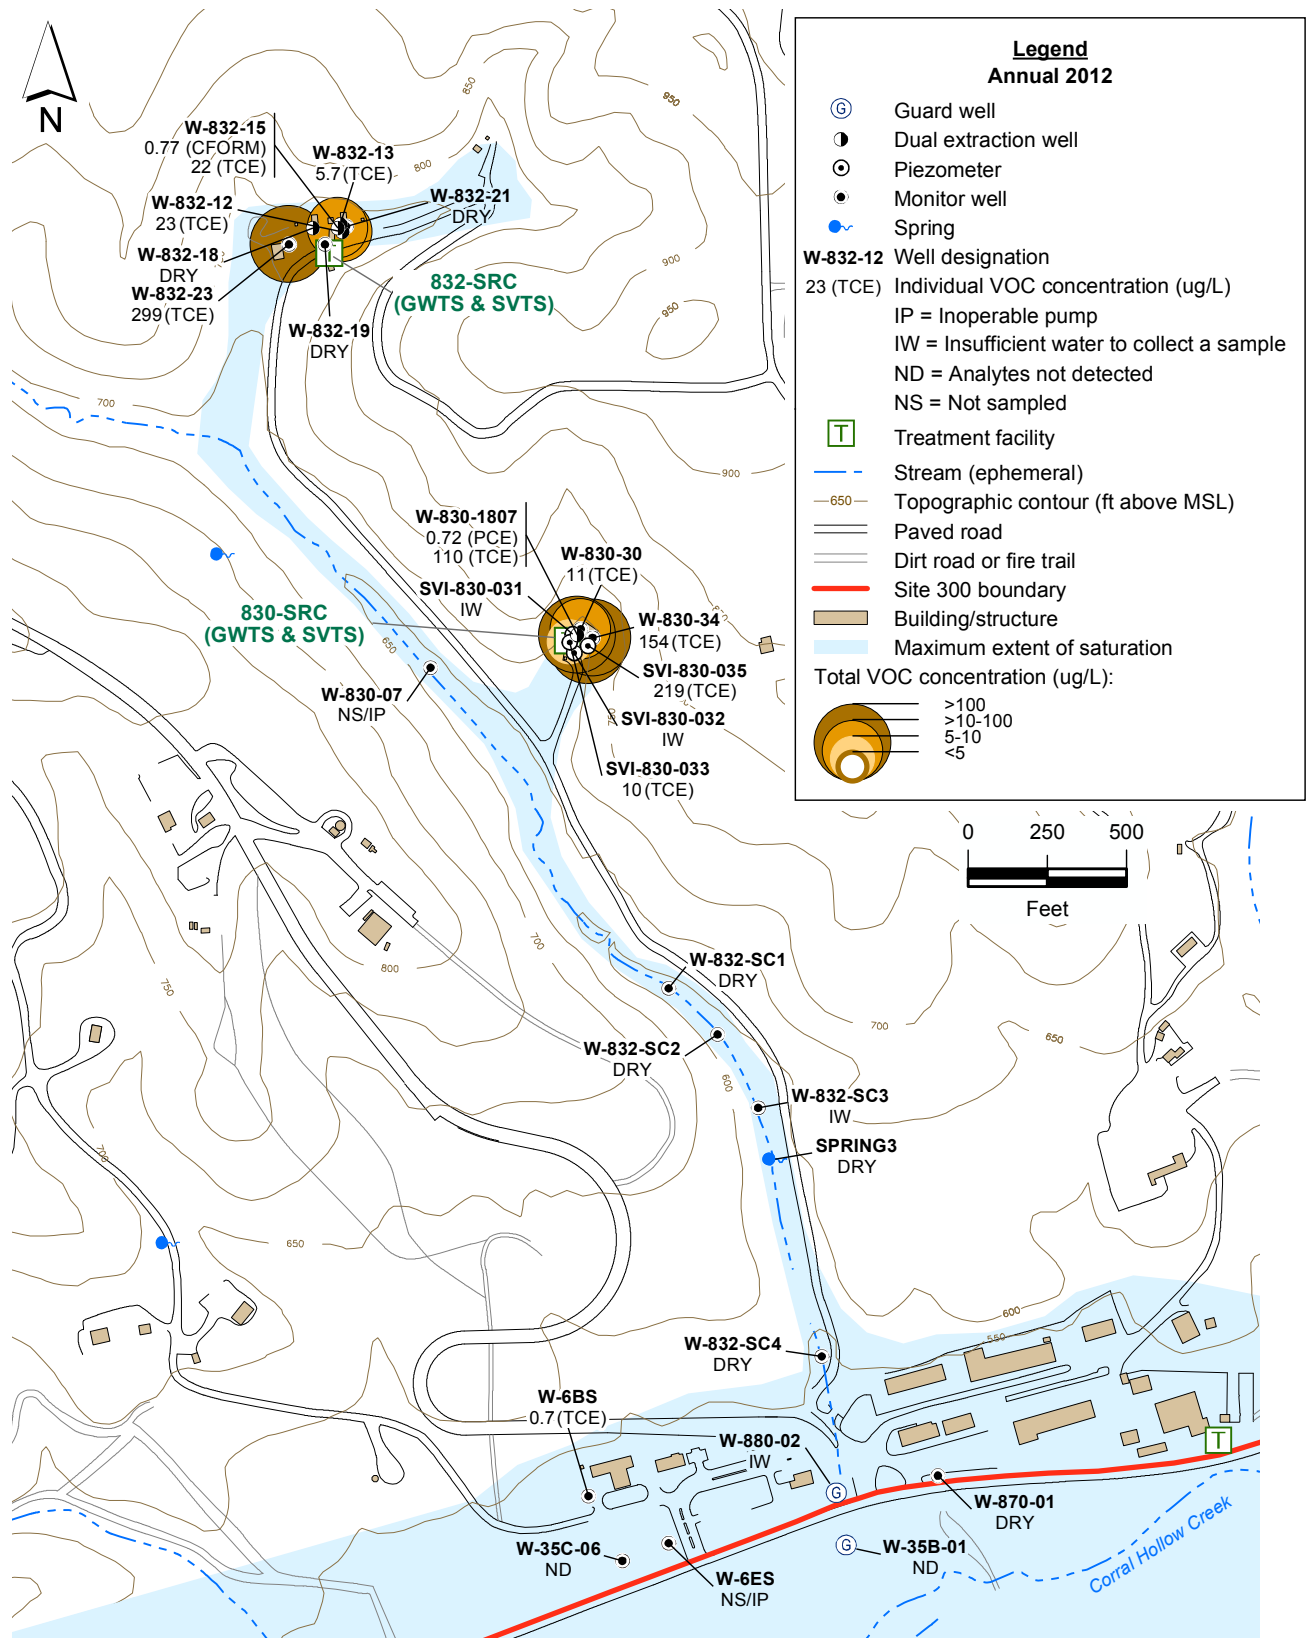 N
Legend
Annual 2012
G Guard well
Dual extraction well
Piezometer
Monitor well
Spring
W-832-12 Well designation
23 (TCE) Individual VOC concentration (ug/L)
IP = Inoperable pump
IW = Insufficient water to collect a sample
ND = Analytes not detected
NS = Not sampled
T Treatment facility
Stream (ephemeral)
650 Topographic contour (ft above MSL)
Paved road
Dirt road or fire trail
Site 300 boundary
Building/structure
Maximum extent of saturation
Total VOC concentration (ug/L):
>100
>10-100
5-10
<5
0 250 500
Feet
W-832-15
0.77 (CFORM)
22 (TCE)
W-832-13
5.7 (TCE)
W-832-12
23 (TCE)
W-832-21
DRY
W-832-18
DRY
W-832-23
299 (TCE)
T
832-SRC
(GWTS & SVTS)
W-832-19
DRY
850
950
800
900
950
700
900
W-830-1807
0.72 (PCE)
110 (TCE)
W-830-30
11 (TCE)
SVI-830-031
IW
830-SRC
(GWTS & SVTS)
W-830-34
154 (TCE)
SVI-830-035
219 (TCE)
SVI-830-032
IW
SVI-830-033
10 (TCE)
650
W-830-07
NS/IP
750
700
800
750
W-832-SC1
DRY
W-832-SC2
DRY
700
650
600
W-832-SC3
IW
SPRING3
DRY
700
650
600
550
W-832-SC4
DRY
W-6BS
0.7 (TCE)
W-880-02
IW
G
T
W-870-01
DRY
W-35C-06
ND
W-6ES
NS/IP
G
W-35B-01
ND
Corral Hollow Creek